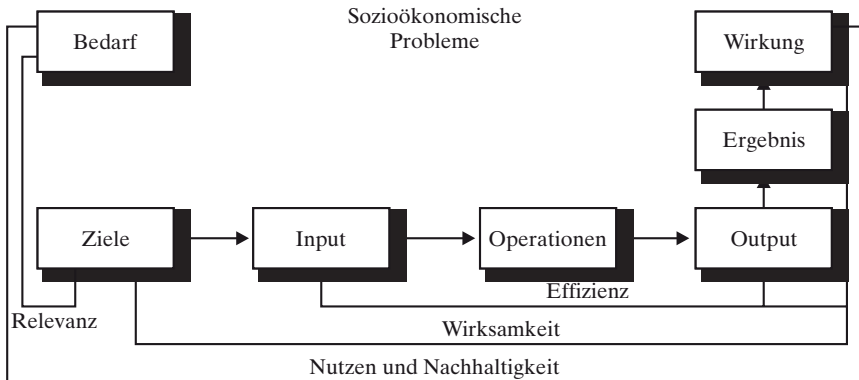 Sozioökonomische
Probleme
Bedarf
Wirkung
Ergebnis
Ziele
Input
Operationen
Output
Effizienz
Relevanz
Wirksamkeit
Nutzen und Nachhaltigkeit